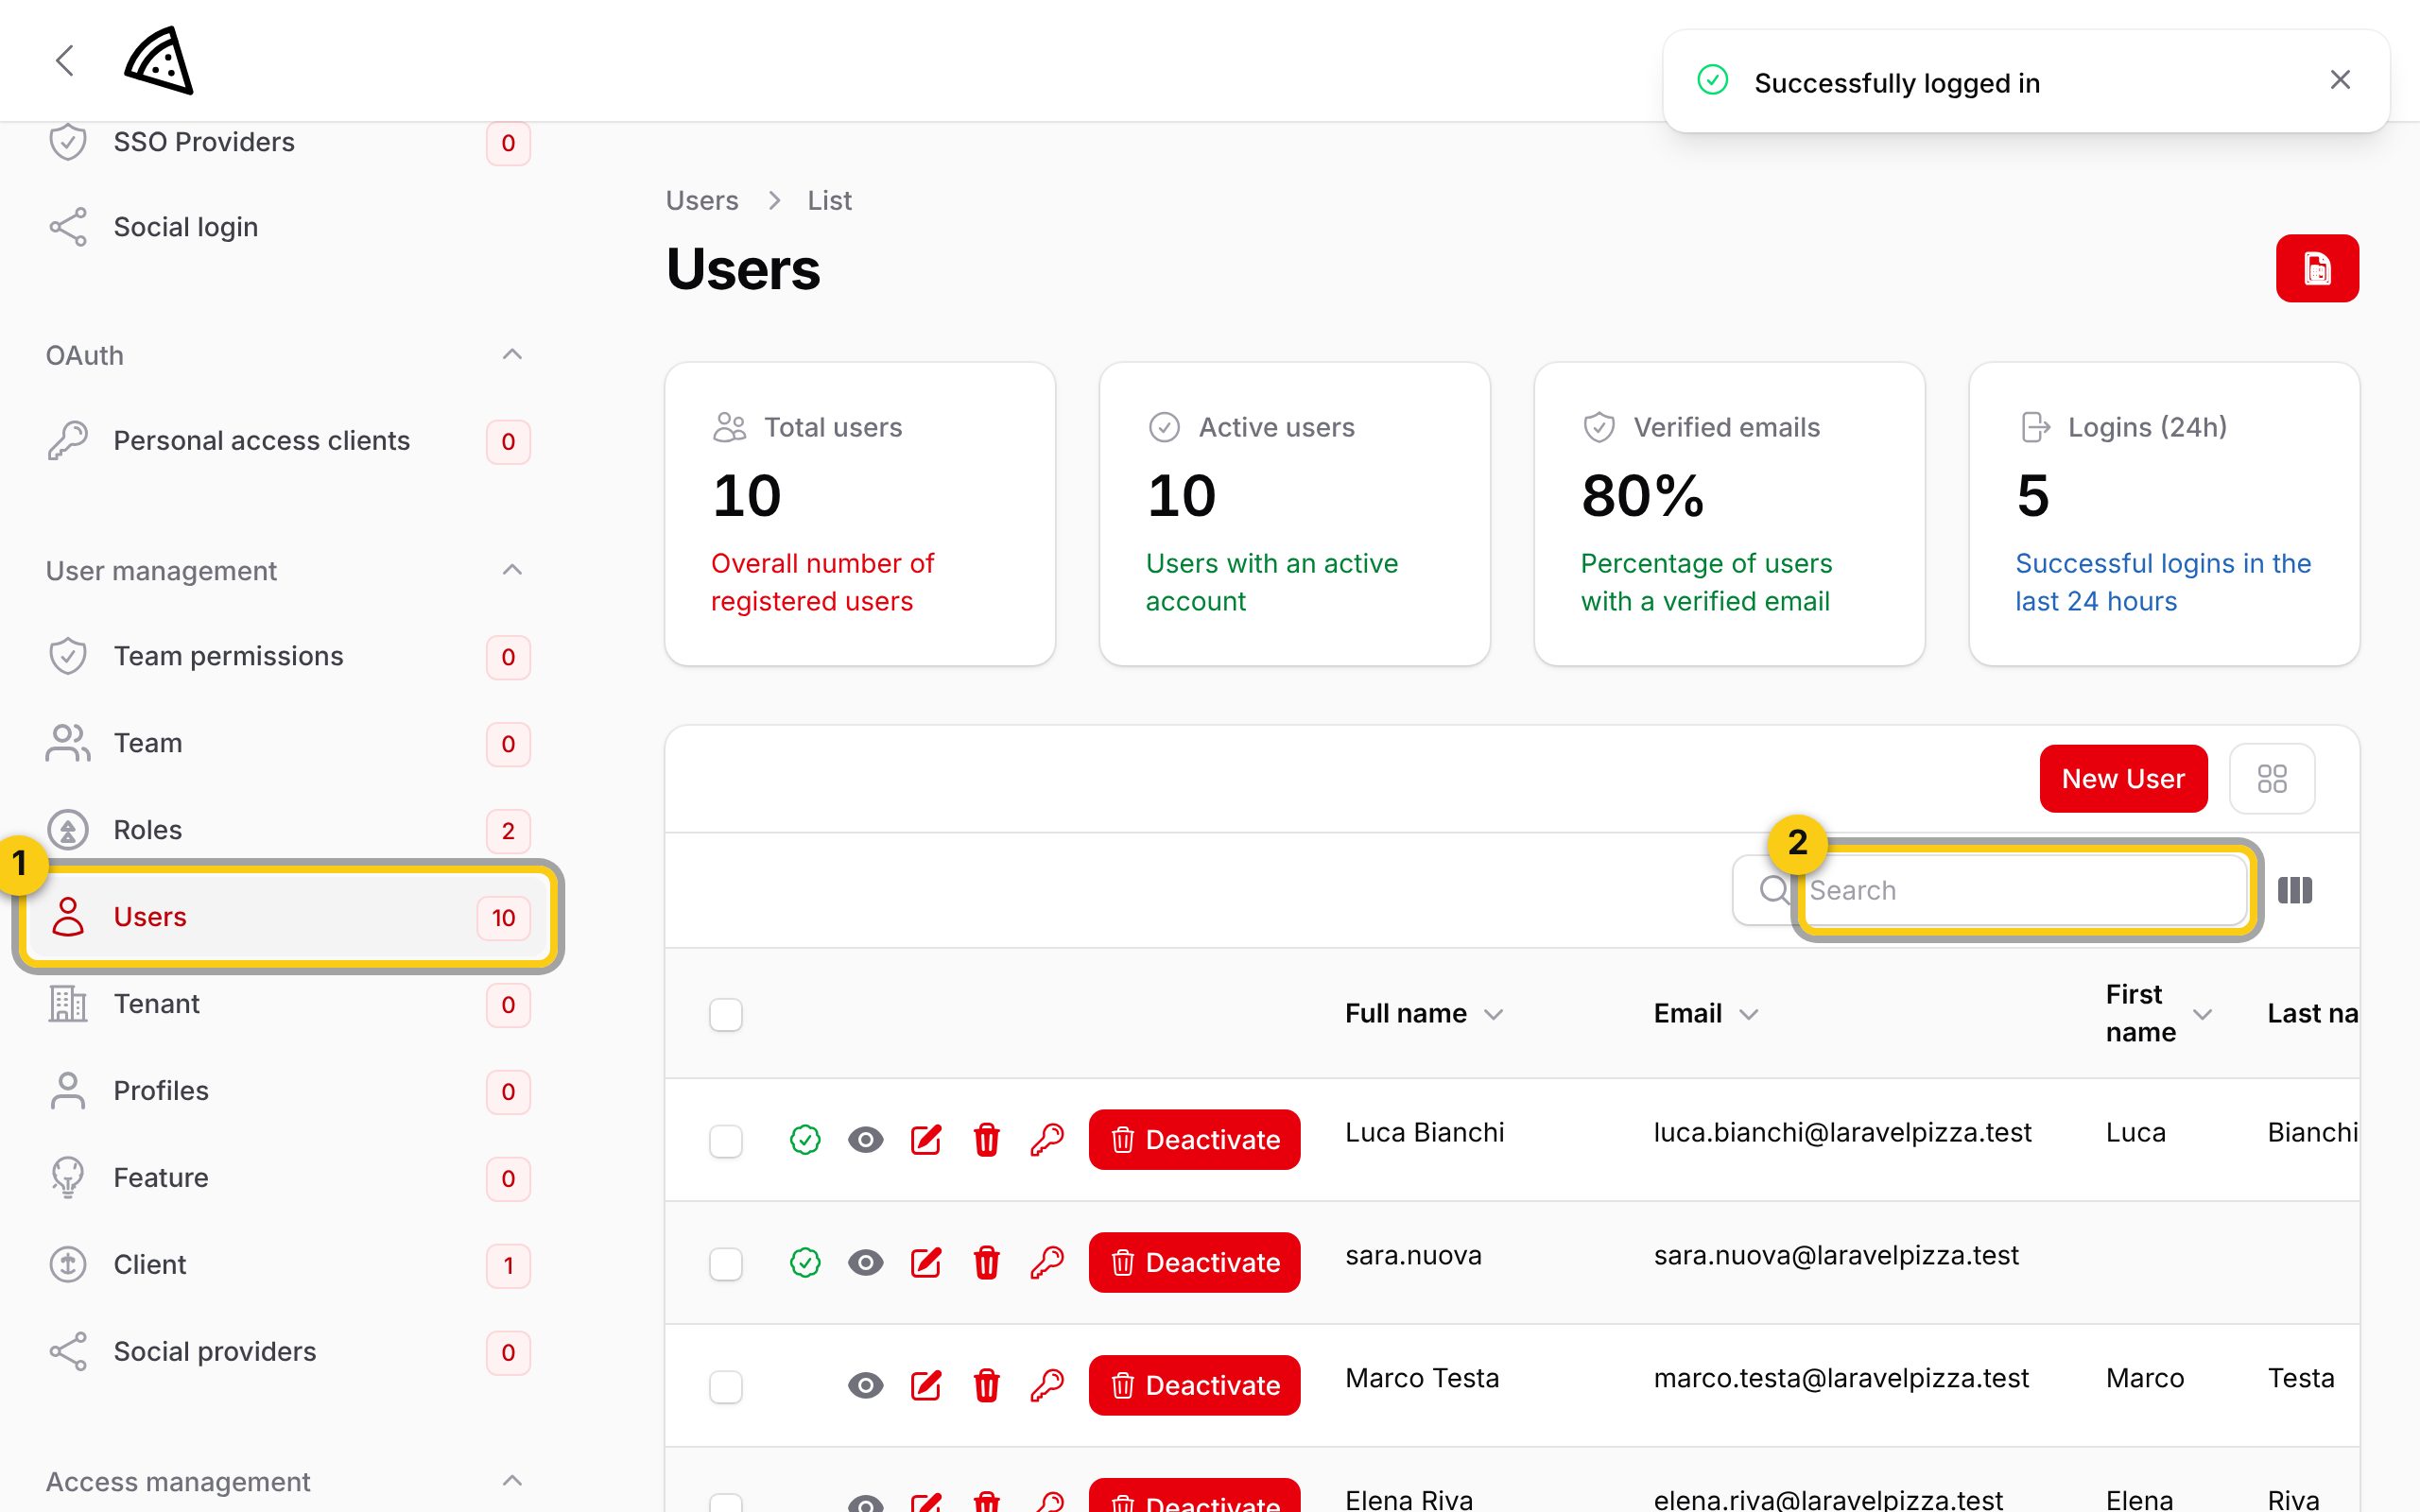 Successfully logged in
SSO Providers 0
Social login
OAuth
Personal access clients 0
User management
Team permissions 0
Team 0
Roles 2
1
Users 10
Tenant 0
Profiles 0
Feature 0
Client 1
Social providers 0
Access management
Users > List
Users
Total users
10
Overall number of
registered users
Active users
10
Users with an active
account
Verified emails
80%
Percentage of users
with a verified email
Logins (24h)
5
Successful logins in the
last 24 hours
New User
2
Search
Full name Email First name Last na
Deactivate Luca Bianchi luca.bianchi@laravelpizza.test Luca Bianchi
Deactivate sara.nuova sara.nuova@laravelpizza.test
Deactivate Marco Testa marco.testa@laravelpizza.test Marco Testa
Deactivate Elena Riva elena.riva@laravelpizza.test Elena Riva